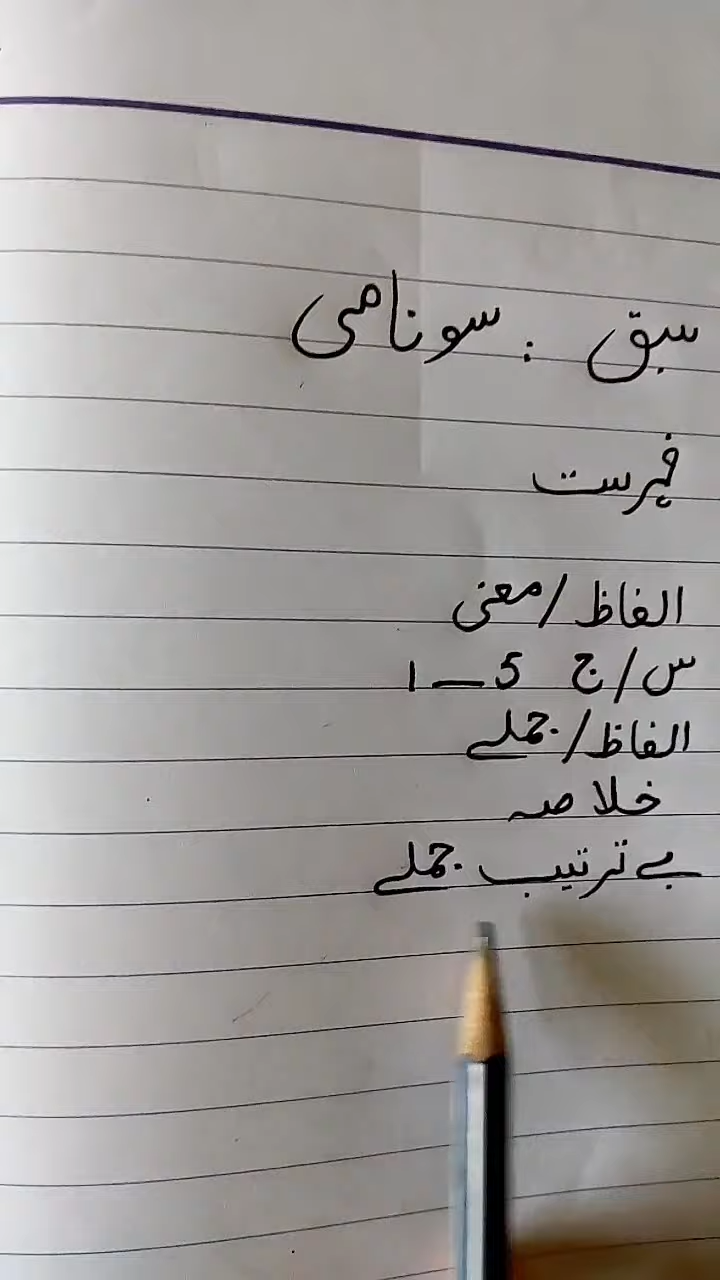 سبق : سونامی
فہرست
الفاظ/معنی
س/ج 5 _ 1
الفاظ/جملے
خلاصہ
بے ترتیب جملے